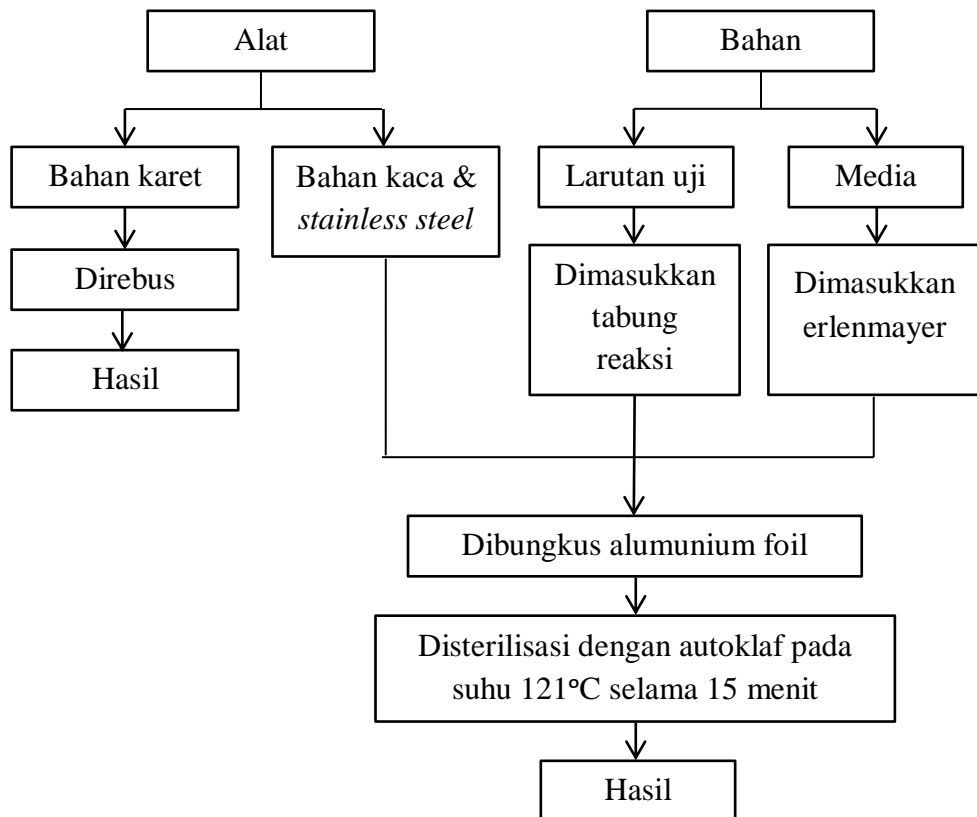 Alat
Bahan
Bahan karet
Bahan kaca &
stainless steel
Larutan uji
Media
Direbus
Dimasukkan
tabung
reaksi
Dimasukkan
erlenmayer
Hasil
Dibungkus alumunium foil
Disterilisasi dengan autoklaf pada
suhu 121°C selama 15 menit
Hasil